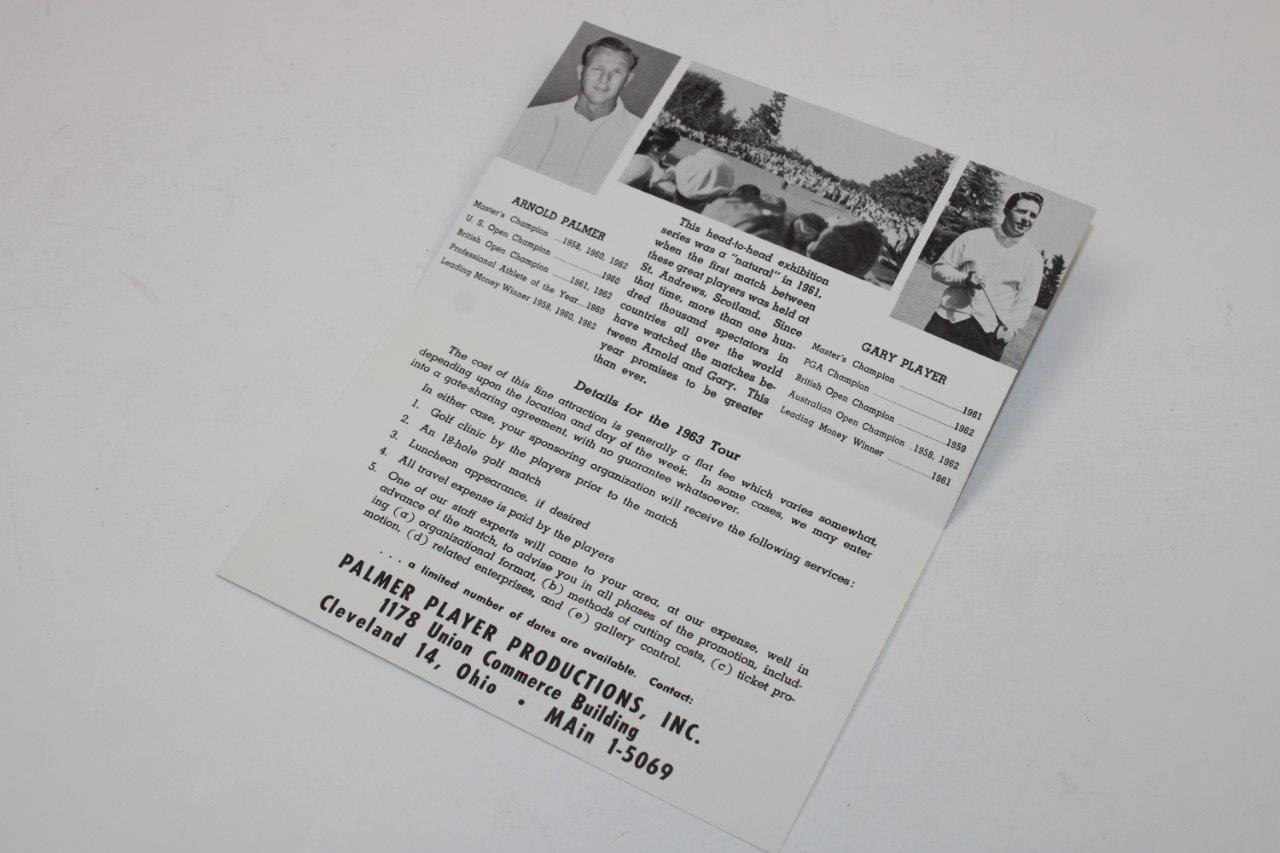 ARNOLD PALMER
Master's Champion ...1958, 1960, 1962
U. S. Open Champion ..............1960
British Open Champion ......1961, 1962
Professional Athlete of the Year...1960
Leading Money Winner 1958, 1960, 1962
This head-to-head exhibition
series was a "natural" in 1961,
when the first match between
these great players was held at
St. Andrews, Scotland. Since
that time, more than one hun-
dred thousand spectators in
countries all over the world
have watched the matches be-
tween Arnold and Gary. This
year promises to be greater
than ever.
GARY PLAYER
Master's Champion ......................1961
PGA Champion ............................1962
British Open Champion ................1959
Australian Open Champion ..1958, 1962
Leading Money Winner ................1961
Details for the 1963 Tour
The cost of this fine attraction is generally a flat fee which varies somewhat,
depending upon the location and day of the week. In some cases, we may enter
into a gate-sharing agreement, with no guarantee whatsoever.
In either case, your sponsoring organization will receive the following services:
1. Golf clinic by the players prior to the match
2. An 18-hole golf match
3. Luncheon appearance, if desired
4. All travel expense is paid by the players
5. One of our staff experts will come to your area, at our expense, well in
advance of the match, to advise you in all phases of the promotion, includ-
ing (a) organizational format, (b) methods of cutting costs, (c) ticket pro-
motion, (d) related enterprises, and (e) gallery control.
. . . a limited number of dates are available. Contact:
PALMER PLAYER PRODUCTIONS, INC.
1178 Union Commerce Building
Cleveland 14, Ohio • MAin 1-5069